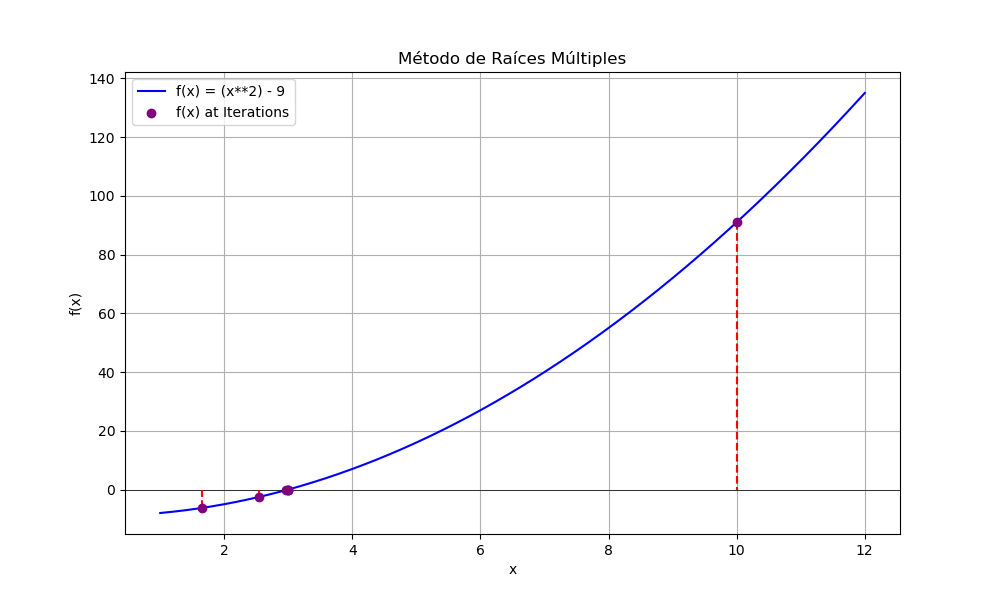 Método de Raíces Múltiples
f(x) = (x**2) - 9
f(x) at Iterations
140
120
100
80
60
40
20
0
f(x)
2 4 6 8 10 12
x